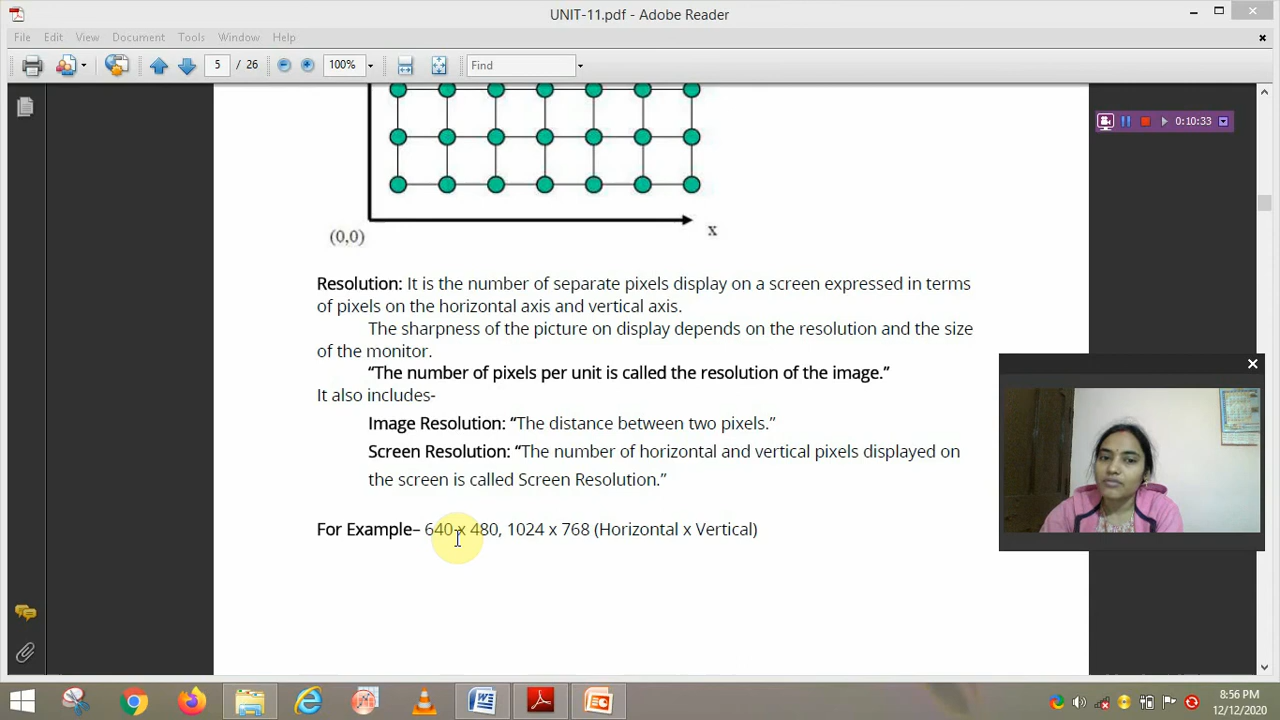 UNIT-11.pdf - Adobe Reader
File Edit View Document Tools Window Help
5 / 26 100% Find
0:10:33
(0,0) x
Resolution: It is the number of separate pixels display on a screen expressed in terms
of pixels on the horizontal axis and vertical axis.
The sharpness of the picture on display depends on the resolution and the size
of the monitor.
“The number of pixels per unit is called the resolution of the image.”
It also includes-
Image Resolution: “The distance between two pixels.”
Screen Resolution: “The number of horizontal and vertical pixels displayed on
the screen is called Screen Resolution.”
For Example– 640 x 480, 1024 x 768 (Horizontal x Vertical)
8:56 PM
12/12/2020